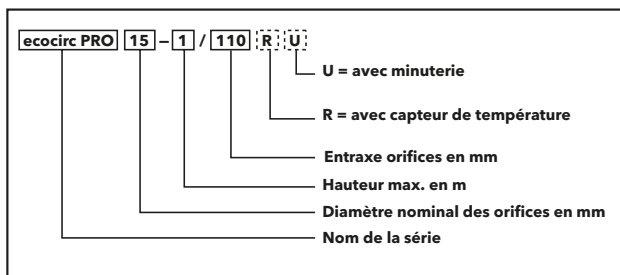 ecocirc PRO 15 – 1 / 110 R U
U = avec minuterie
R = avec capteur de température
Entraxe orifices en mm
Hauteur max. en m
Diamètre nominal des orifices en mm
Nom de la série